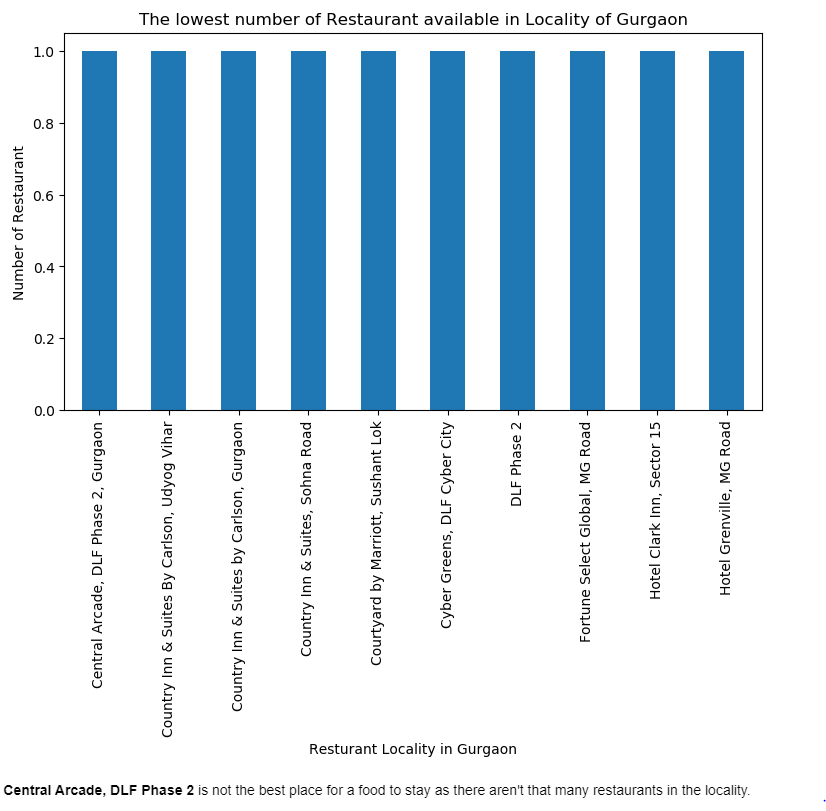 The lowest number of Restaurant available in Locality of Gurgaon
Number of Restaurant
1.0
0.8
0.6
0.4
0.2
0.0
Central Arcade, DLF Phase 2, Gurgaon
Country Inn & Suites By Carlson, Udyog Vihar
Country Inn & Suites by Carlson, Gurgaon
Country Inn & Suites, Sohna Road
Courtyard by Marriott, Sushant Lok
Cyber Greens, DLF Cyber City
DLF Phase 2
Fortune Select Global, MG Road
Hotel Clark Inn, Sector 15
Hotel Grenville, MG Road
Resturant Locality in Gurgaon
Central Arcade, DLF Phase 2 is not the best place for a food to stay as there aren't that many restaurants in the locality.